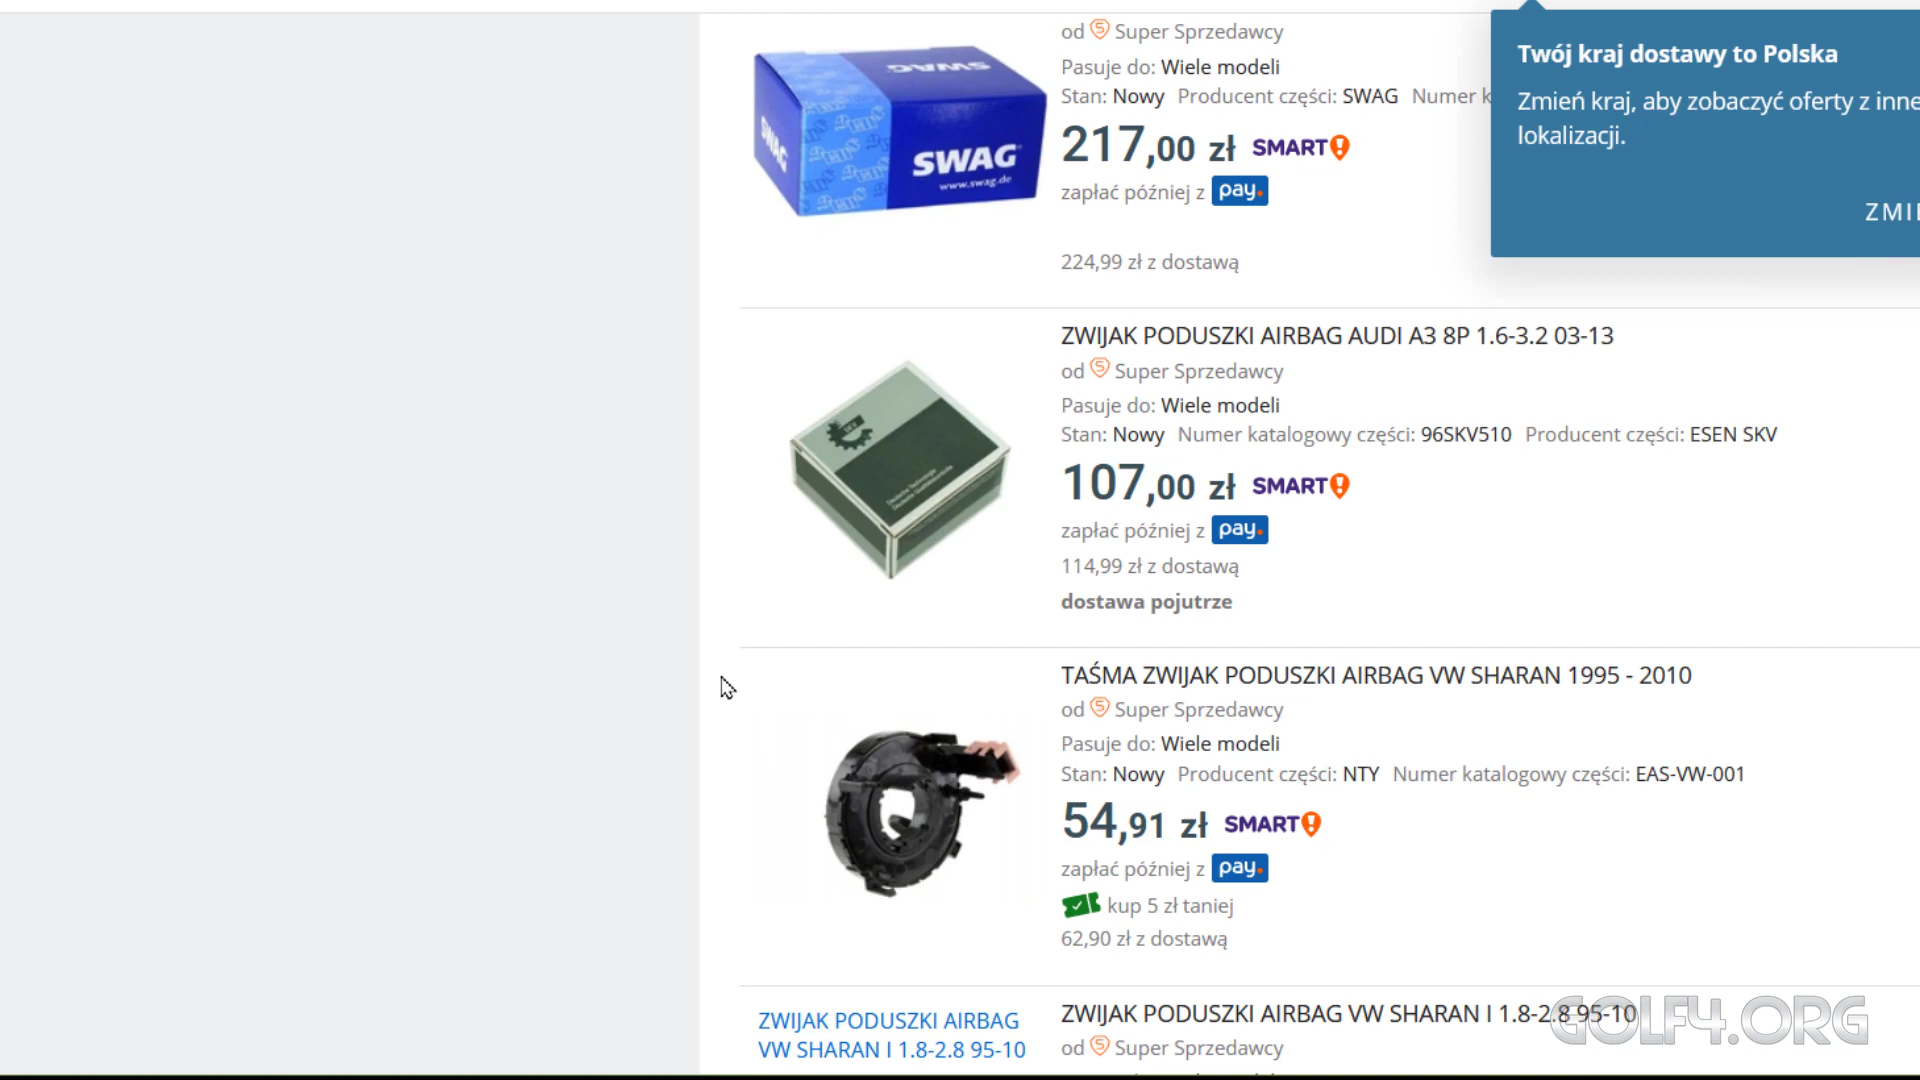 od Super Sprzedawcy
Pasuje do: Wiele modeli
Stan: Nowy Producent części: SWAG Numer k
217,00 zł SMART!
zapłać później z pay.
224,99 zł z dostawą
SWAG
SWAG
SWAG
www.swag.de
Twój kraj dostawy to Polska
Zmień kraj, aby zobaczyć oferty z inne
lokalizacji.
ZMIE
ZWIJAK PODUSZKI AIRBAG AUDI A3 8P 1.6-3.2 03-13
od Super Sprzedawcy
Pasuje do: Wiele modeli
Stan: Nowy Numer katalogowy części: 96SKV510 Producent części: ESEN SKV
107,00 zł SMART!
zapłać później z pay.
114,99 zł z dostawą
dostawa pojutrze
TAŚMA ZWIJAK PODUSZKI AIRBAG VW SHARAN 1995 - 2010
od Super Sprzedawcy
Pasuje do: Wiele modeli
Stan: Nowy Producent części: NTY Numer katalogowy części: EAS-VW-001
54,91 zł SMART!
zapłać później z pay.
kup 5 zł taniej
62,90 zł z dostawą
ZWIJAK PODUSZKI AIRBAG
VW SHARAN I 1.8-2.8 95-10
ZWIJAK PODUSZKI AIRBAG VW SHARAN I 1.8-2.8 95-10
od Super Sprzedawcy
GOLF4.ORG